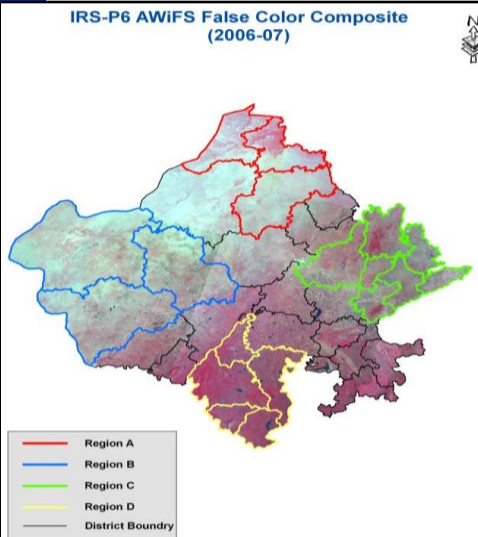 IRS-P6 AWiFS False Color Composite
(2006-07)
N
Region A
Region B
Region C
Region D
District Boundry